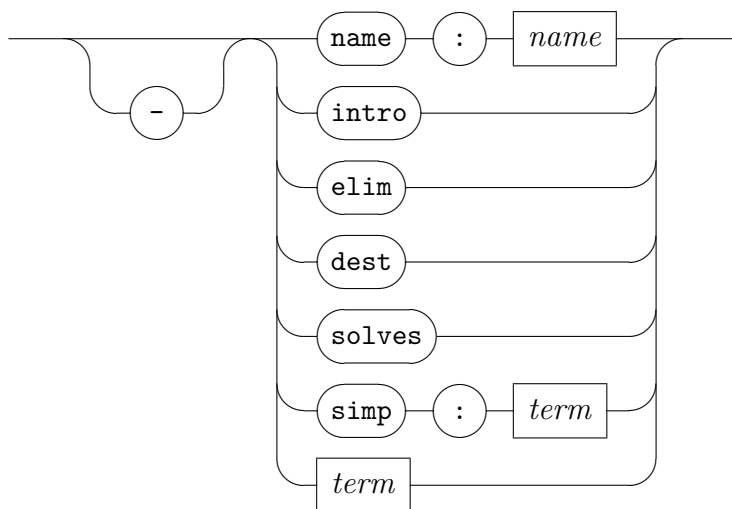 name : name
-
intro
elim
dest
solves
simp : term
term